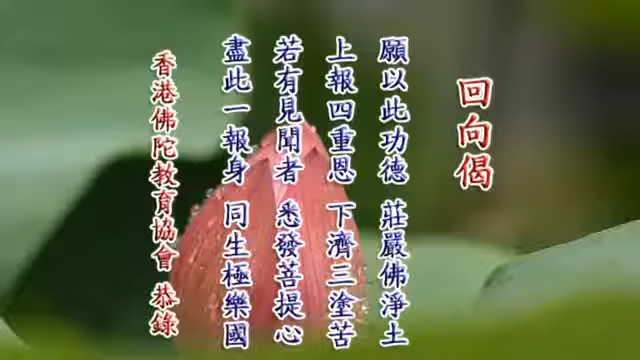 回向偈
願以此功德 莊嚴佛淨土
上報四重恩 下濟三塗苦
若有見聞者 悉發菩提心
盡此一報身 同生極樂國
香港佛陀教育協會 恭錄